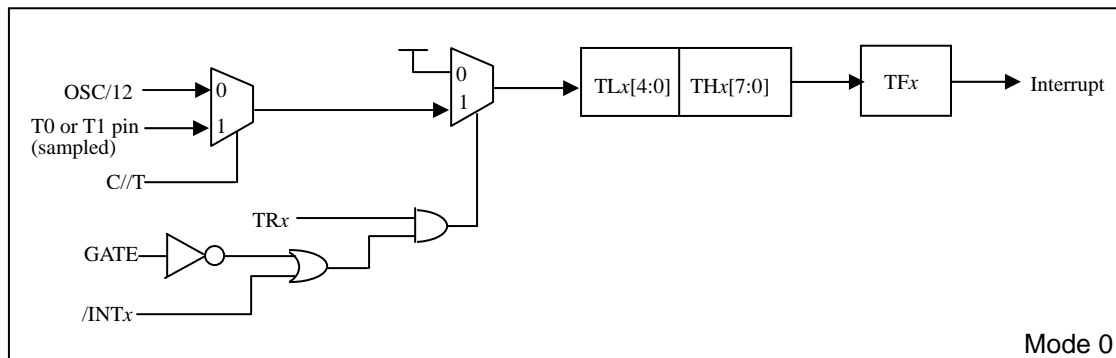 OSC/12
0
T0 or T1 pin
(sampled)
1
C//T
0
1
TLx[4:0]
THx[7:0]
TFx
Interrupt
TRx
GATE
/INTx
Mode 0